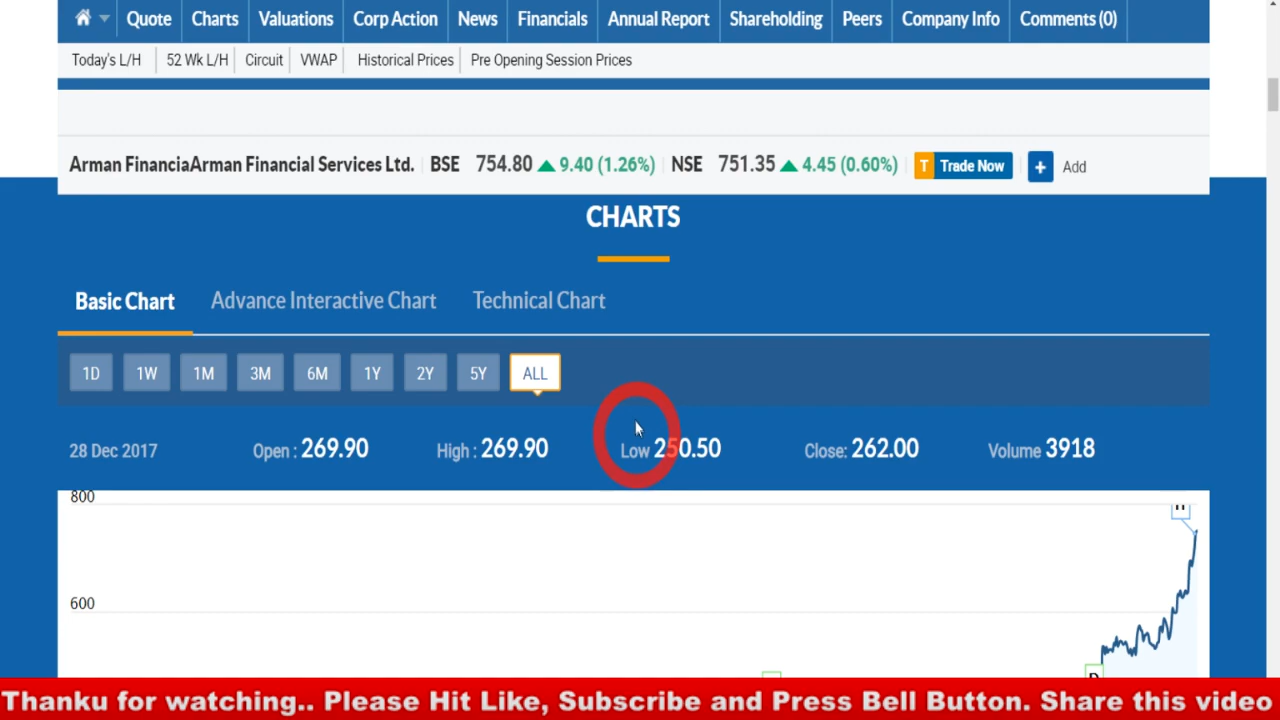 Quote Charts Valuations Corp Action News Financials Annual Report Shareholding Peers Company Info Comments (0)
Today's L/H 52 Wk L/H Circuit VWAP Historical Prices Pre Opening Session Prices
Arman FinanciaArman Financial Services Ltd. BSE 754.80 9.40 (1.26%) NSE 751.35 4.45 (0.60%) T Trade Now + Add
CHARTS
Basic Chart Advance Interactive Chart Technical Chart
1D 1W 1M 3M 6M 1Y 2Y 5Y ALL
28 Dec 2017 Open : 269.90 High : 269.90 Low 250.50 Close: 262.00 Volume 3918
800
600
Thanku for watching.. Please Hit Like, Subscribe and Press Bell Button. Share this video